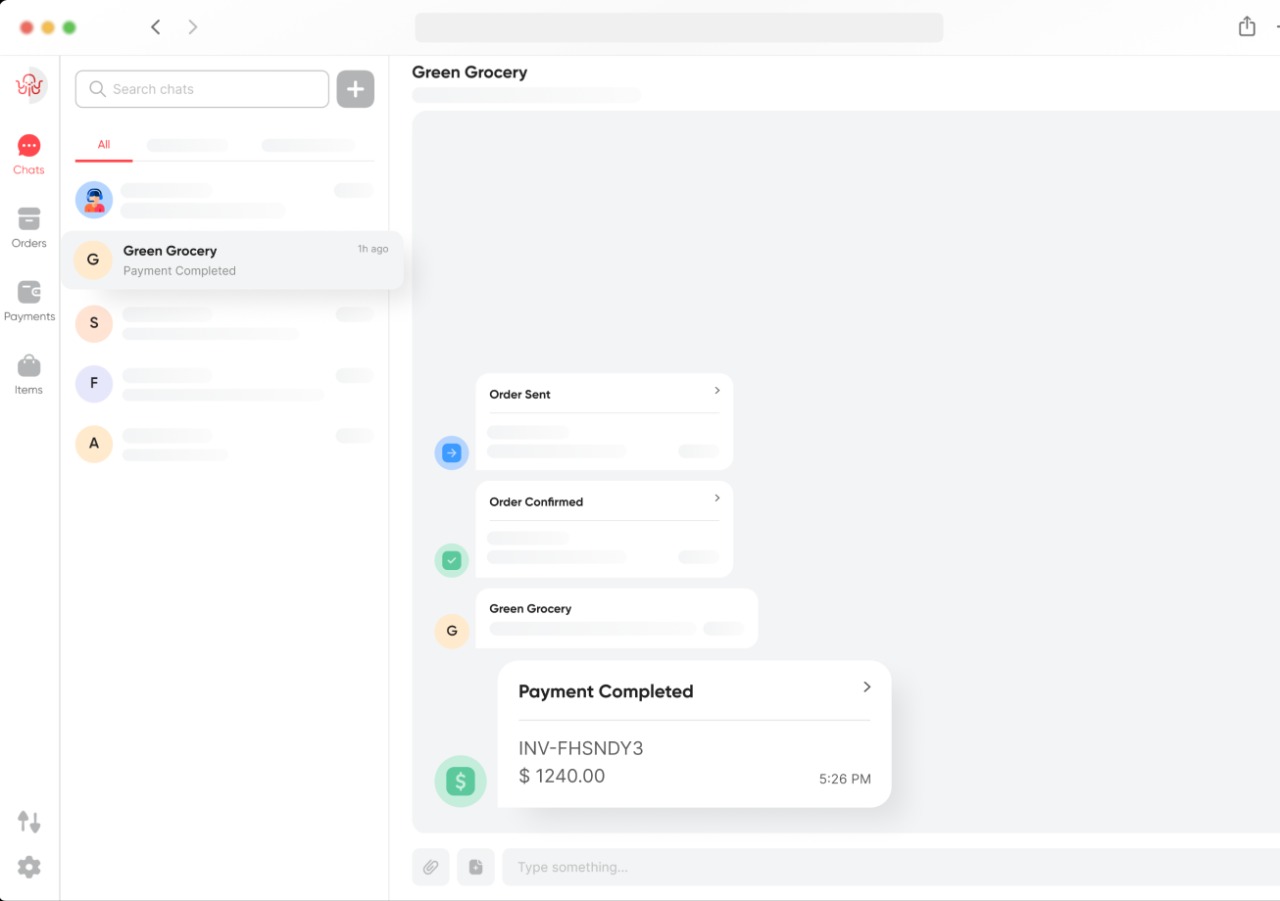 Green Grocery
Search chats
All
Chats
Orders
Payments
Items
G
Green Grocery
1h ago
Payment Completed
S
F
A
Order Sent
Order Confirmed
G
Green Grocery
Payment Completed
INV-FHSNDY3
$ 1240.00
5:26 PM
$
Type something...